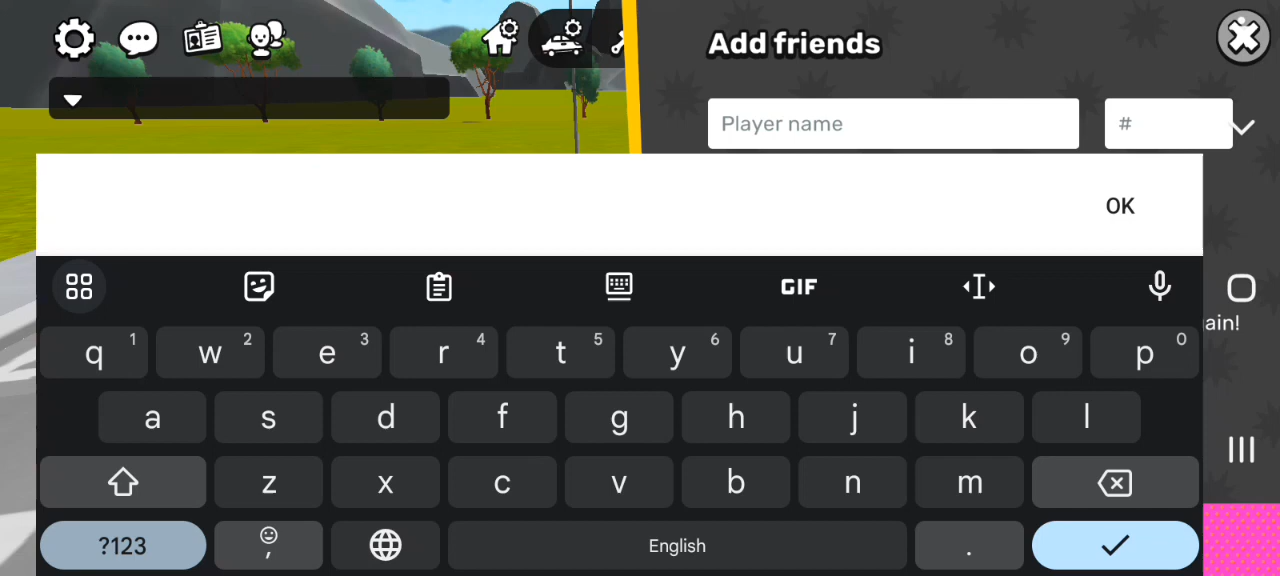 Add friends
Player name
#
OK
GIF
ain!
q 1 w 2 e 3 r 4 t 5 y 6 u 7 i 8 o 9 p 0
a s d f g h j k l
z x c v b n m
?123 , English .